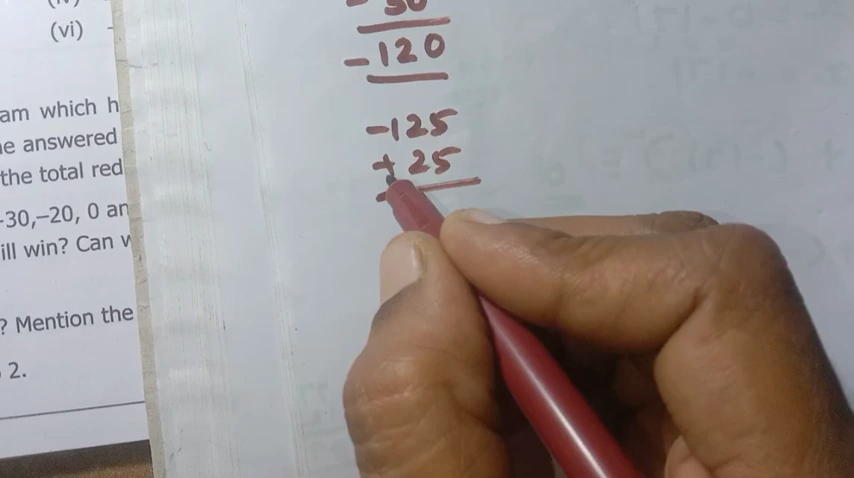 (vi) -
am which h
e answered
the total red
-30,-20, 0 an
ill win? Can
? Mention the
2.
- 30
-120
-125
+ 25